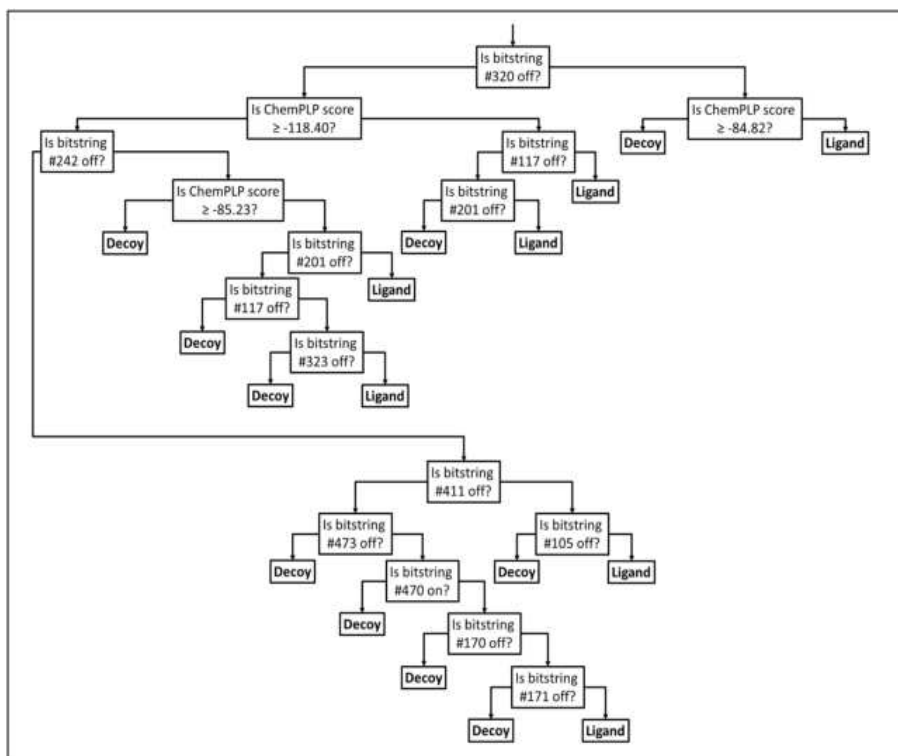 Is bitstring
#320 off?
Is ChemPLP score
≥ -118.40?
Is ChemPLP score
≥ -84.82?
Is bitstring
#242 off?
Is bitstring
#117 off?
Decoy
Ligand
Is ChemPLP score
≥ -85.23?
Is bitstring
#201 off?
Ligand
Decoy
Is bitstring
#201 off?
Decoy
Ligand
Is bitstring
#117 off?
Ligand
Decoy
Is bitstring
#323 off?
Decoy
Ligand
Is bitstring
#411 off?
Is bitstring
#473 off?
Is bitstring
#105 off?
Decoy
Is bitstring
#470 on?
Decoy
Ligand
Decoy
Is bitstring
#170 off?
Decoy
Is bitstring
#171 off?
Decoy
Ligand